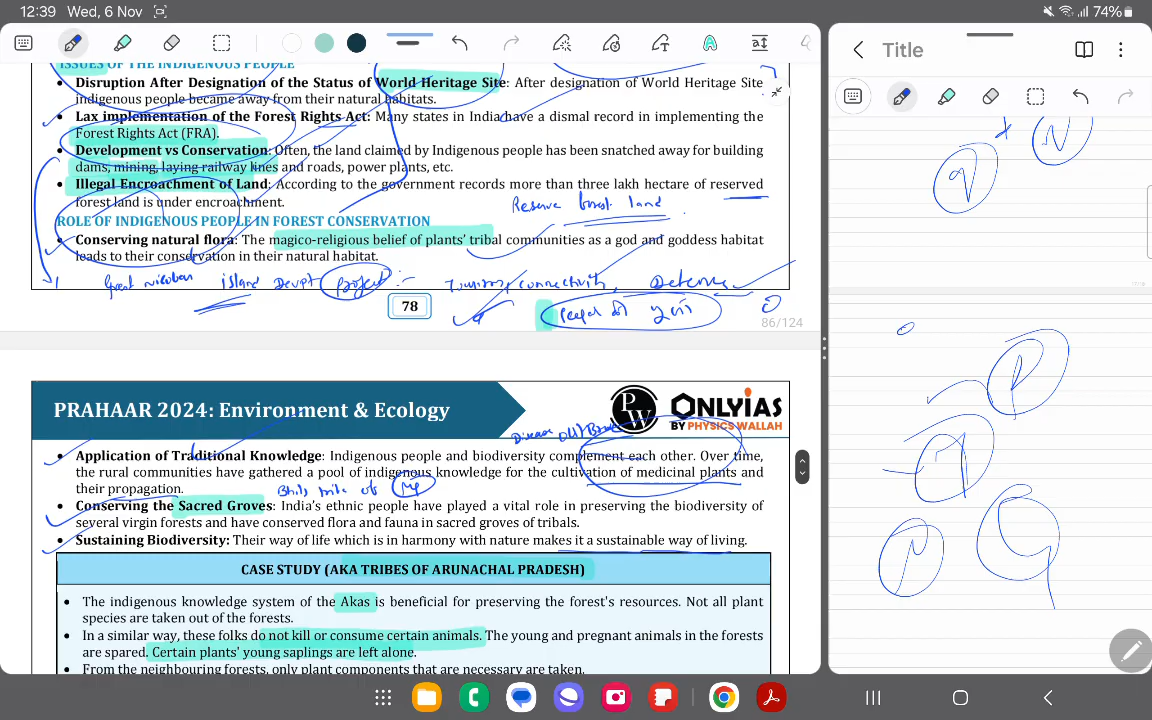 12:39 Wed, 6 Nov
74%
ISSUES OF THE INDIGENOUS PEOPLE
• Disruption After Designation of the Status of World Heritage Site: After designation of World Heritage Site
indigenous people became away from their natural habitats.
• Lax implementation of the Forest Rights Act: Many states in India have a dismal record in implementing the
Forest Rights Act (FRA).
• Development vs Conservation: Often, the land claimed by Indigenous people has been snatched away for building
dams, mining, laying railway lines and roads, power plants, etc.
• Illegal Encroachment of Land: According to the government records more than three lakh hectare of reserved
forest land is under encroachment.
Reserve forest land
ROLE OF INDIGENOUS PEOPLE IN FOREST CONSERVATION
• Conserving natural flora: The magico-religious belief of plants' tribal communities as a god and goddess habitat
leads to their conservation in their natural habitat.
Great nicobar island Devpt project :- Tourism, connectivity, Defence
78
86/124
PRAHAAR 2024: Environment & Ecology
PW
ONLYIAS
BY PHYSICS WALLAH
• Application of Traditional Knowledge: Indigenous people and biodiversity complement each other. Over time,
the rural communities have gathered a pool of indigenous knowledge for the cultivation of medicinal plants and
their propagation.
Bhils tribe of MP
• Conserving the Sacred Groves: India's ethnic people have played a vital role in preserving the biodiversity of
several virgin forests and have conserved flora and fauna in sacred groves of tribals.
• Sustaining Biodiversity: Their way of life which is in harmony with nature makes it a sustainable way of living.
CASE STUDY (AKA TRIBES OF ARUNACHAL PRADESH)
• The indigenous knowledge system of the Akas is beneficial for preserving the forest's resources. Not all plant
species are taken out of the forests.
• In a similar way, these folks do not kill or consume certain animals. The young and pregnant animals in the forests
are spared. Certain plants' young saplings are left alone.
• From the neighbouring forests, only plant components that are necessary are taken.
Title